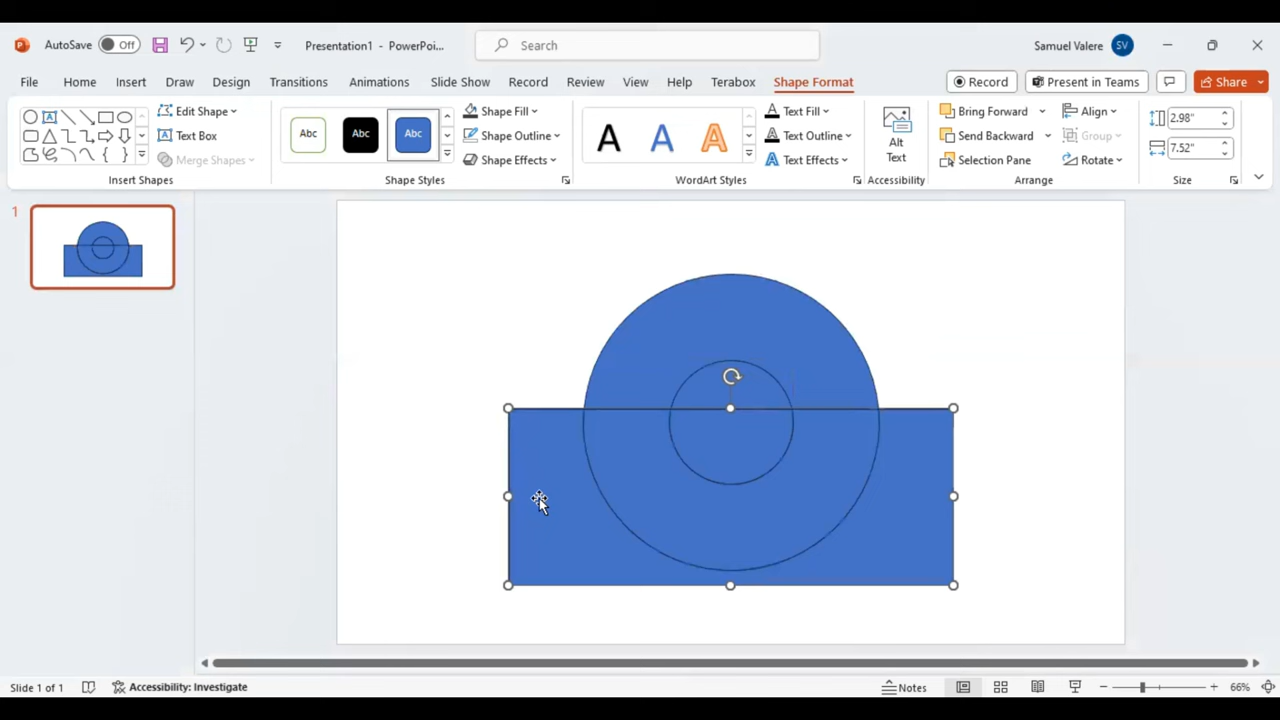 AutoSave Off Presentation1 - PowerPoi... Search Samuel Valere SV
File Home Insert Draw Design Transitions Animations Slide Show Record Review View Help Terabox Shape Format Record Present in Teams Share
Edit Shape Abc Abc Abc Shape Fill A A A Text Fill Alt Text Bring Forward Align 2.98"
Text Box Shape Outline Text Outline Send Backward Group 7.52"
Merge Shapes Shape Effects Text Effects Selection Pane Rotate
Insert Shapes Shape Styles WordArt Styles Accessibility Arrange Size
1
Slide 1 of 1 Accessibility: Investigate Notes 66%